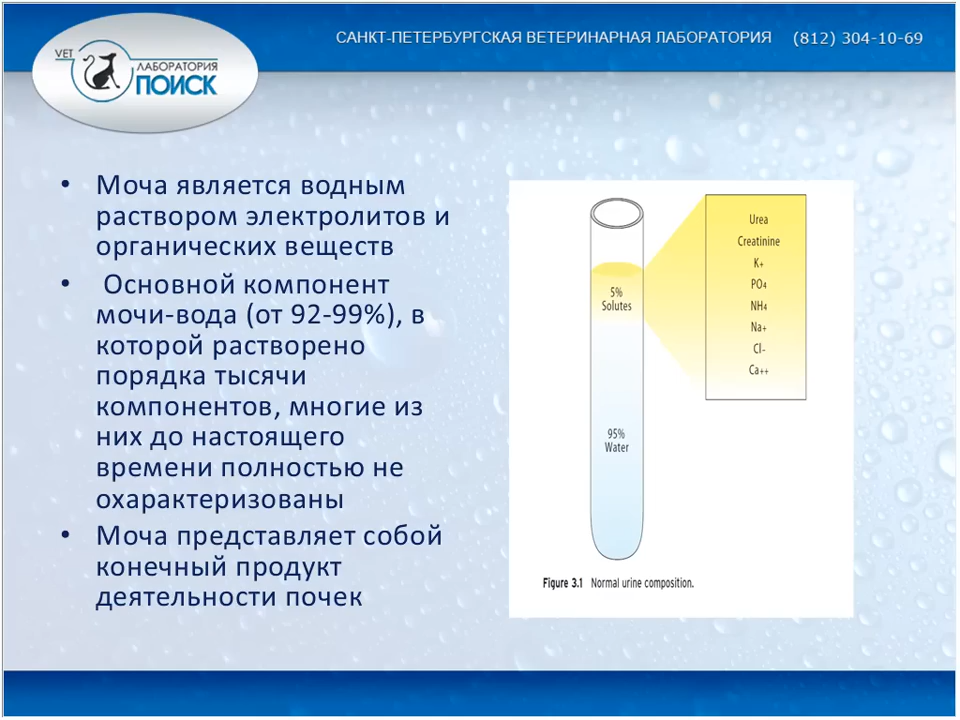 VET
ЛАБОРАТОРИЯ
ПОИСК
САНКТ-ПЕТЕРБУРГСКАЯ ВЕТЕРИНАРНАЯ ЛАБОРАТОРИЯ (812) 304-10-69
• Моча является водным
раствором электролитов и
органических веществ
• Основной компонент
мочи-вода (от 92-99%), в
которой растворено
порядка тысячи
компонентов, многие из
них до настоящего
времени полностью не
охарактеризованы
• Моча представляет собой
конечный продукт
деятельности почек
5%
Solutes
95%
Water
Urea
Creatinine
K+
PO4
NH4
Na+
Cl-
Ca++
Figure 3.1 Normal urine composition.